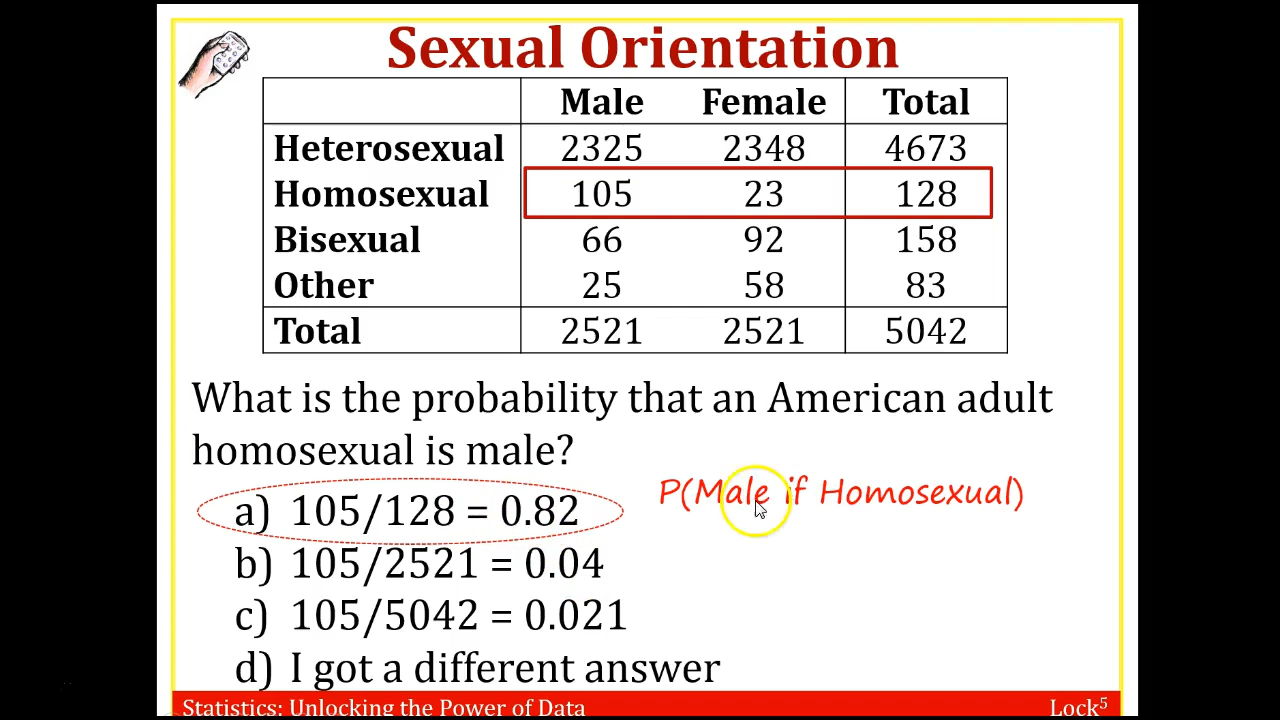 Sexual Orientation
Male Female Total
Heterosexual 2325 2348 4673
Homosexual 105 23 128
Bisexual 66 92 158
Other 25 58 83
Total 2521 2521 5042
What is the probability that an American adult
homosexual is male?
P(Male if Homosexual)
a) 105/128 = 0.82
b) 105/2521 = 0.04
c) 105/5042 = 0.021
d) I got a different answer
Statistics: Unlocking the Power of Data Lock⁵